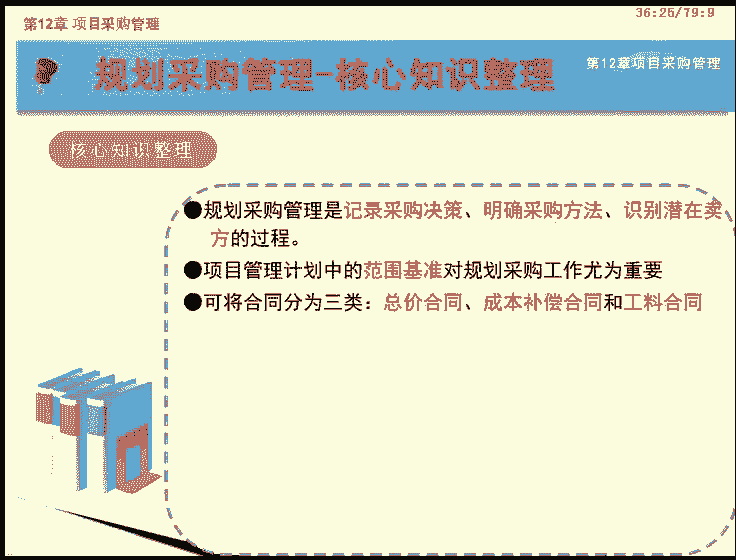 36:25/79:9
第12章 项目采购管理
规划采购管理-核心知识整理
第12章项目采购管理
核心知识整理
●规划采购管理是记录采购决策、明确采购方法、识别潜在卖
方的过程。
●项目管理计划中的范围基准对规划采购工作尤为重要
●可将合同分为三类：总价合同、成本补偿合同和工料合同